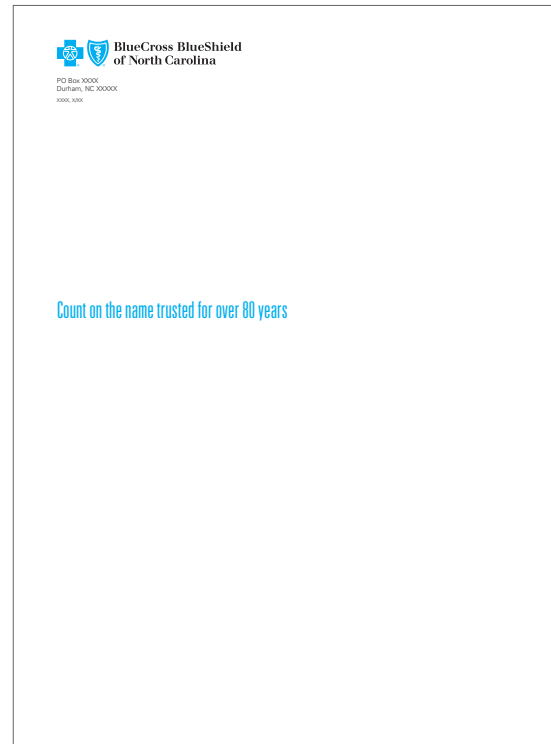 BlueCross BlueShield
of North Carolina
PO Box XXXX
Durham, NC XXXXX
XXXX, X/XX
Count on the name trusted for over 80 years